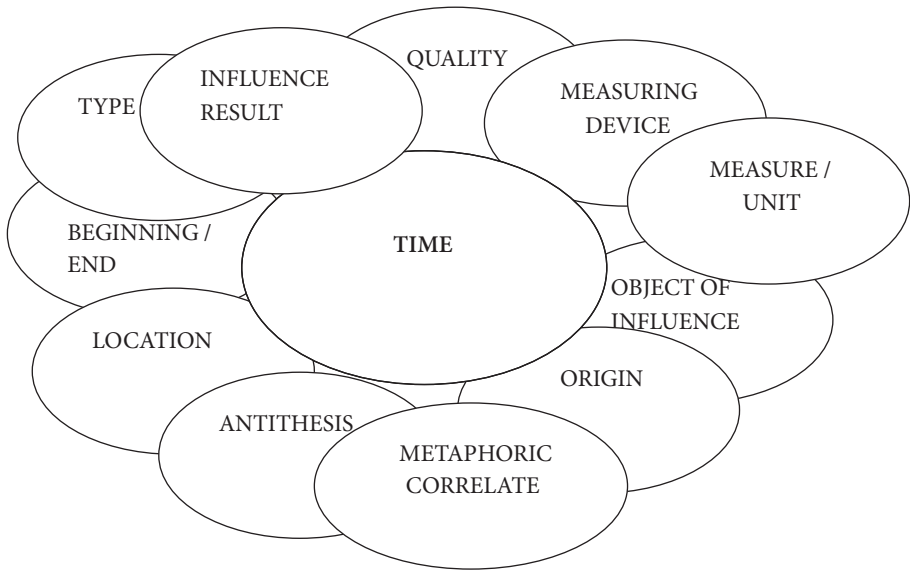 QUALITY
INFLUENCE
RESULT
TYPE
MEASURING
DEVICE
MEASURE /
UNIT
BEGINNING /
END
TIME
OBJECT OF
INFLUENCE
LOCATION
ORIGIN
ANTITHESIS
METAPHORIC
CORRELATE